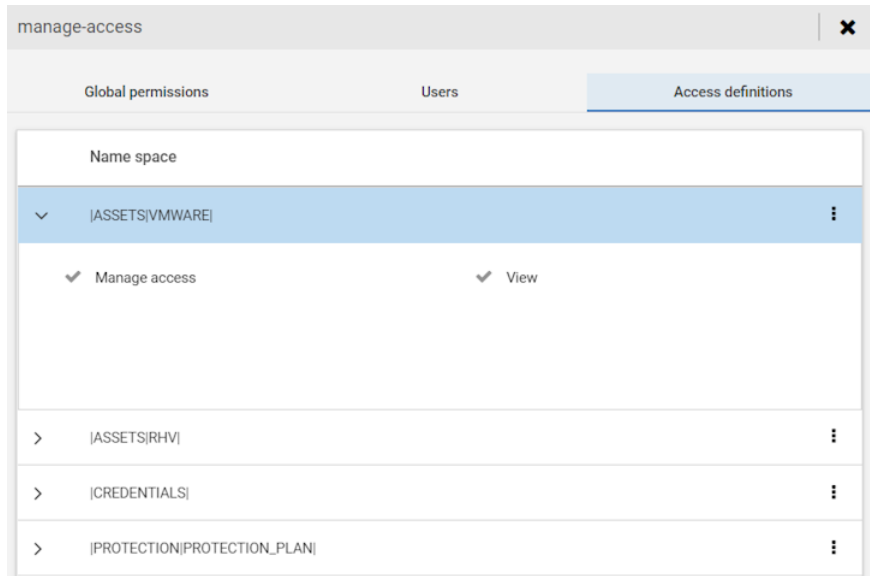 manage-access
Global permissions Users Access definitions
Name space
|ASSETS|VMWARE|
Manage access View
|ASSETS|RHV|
|CREDENTIALS|
|PROTECTION|PROTECTION_PLAN|